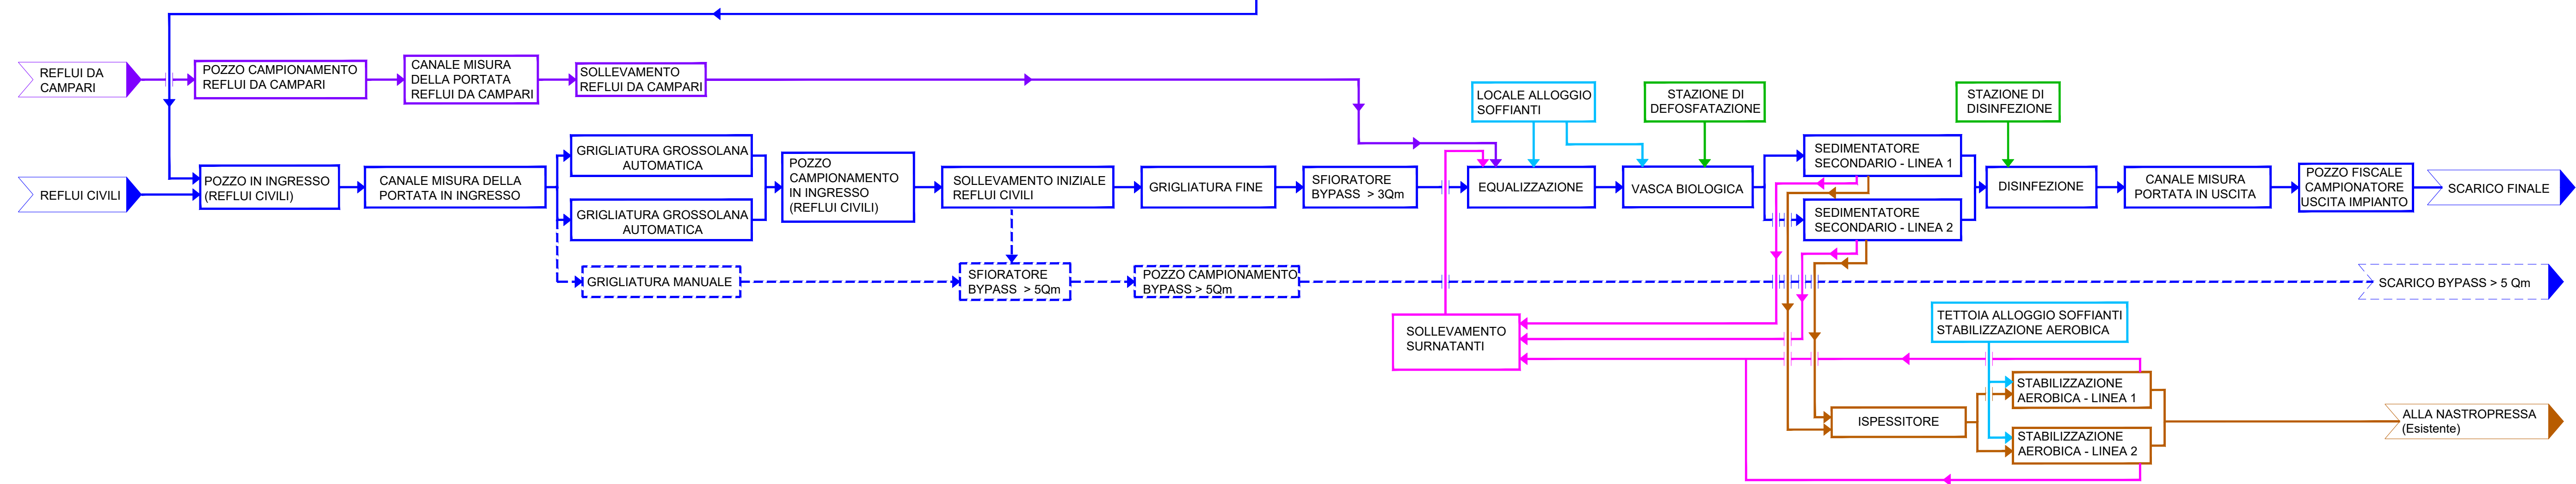 REFLUI DA
CAMPARI
POZZO CAMPIONAMENTO
REFLUI DA CAMPARI
CANALE MISURA
DELLA PORTATA
REFLUI DA CAMPARI
SOLLEVAMENTO
REFLUI DA CAMPARI
LOCALE ALLOGGIO
SOFFIANTI
STAZIONE DI
DEFOSFATAZIONE
STAZIONE DI
DISINFEZIONE
REFLUI CIVILI
POZZO IN INGRESSO
(REFLUI CIVILI)
CANALE MISURA DELLA
PORTATA IN INGRESSO
GRIGLIATURA GROSSOLANA
AUTOMATICA
GRIGLIATURA GROSSOLANA
AUTOMATICA
POZZO
CAMPIONAMENTO
IN INGRESSO
(REFLUI CIVILI)
SOLLEVAMENTO INIZIALE
REFLUI CIVILI
GRIGLIATURA FINE
SFIORATORE
BYPASS > 3Qm
EQUALIZZAZIONE
VASCA BIOLOGICA
SEDIMENTATORE
SECONDARIO - LINEA 1
SEDIMENTATORE
SECONDARIO - LINEA 2
DISINFEZIONE
CANALE MISURA
PORTATA IN USCITA
POZZO FISCALE
CAMPIONATORE
USCITA IMPIANTO
SCARICO FINALE
GRIGLIATURA MANUALE
SFIORATORE
BYPASS > 5Qm
POZZO CAMPIONAMENTO
BYPASS > 5Qm
SCARICO BYPASS > 5 Qm
SOLLEVAMENTO
SURNATANTI
TETTOIA ALLOGGIO SOFFIANTI
STABILIZZAZIONE AEROBICA
STABILIZZAZIONE
AEROBICA - LINEA 1
ISPESSITORE
STABILIZZAZIONE
AEROBICA - LINEA 2
ALLA NASTROPRESSA
(Esistente)